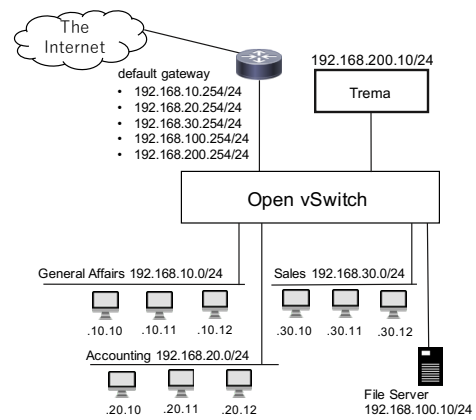 The
Internet
default gateway
• 192.168.10.254/24
• 192.168.20.254/24
• 192.168.30.254/24
• 192.168.100.254/24
• 192.168.200.254/24
192.168.200.10/24
Trema
Open vSwitch
General Affairs 192.168.10.0/24
.10.10 .10.11 .10.12
Sales 192.168.30.0/24
.30.10 .30.11 .30.12
Accounting 192.168.20.0/24
.20.10 .20.11 .20.12
File Server
192.168.100.10/24